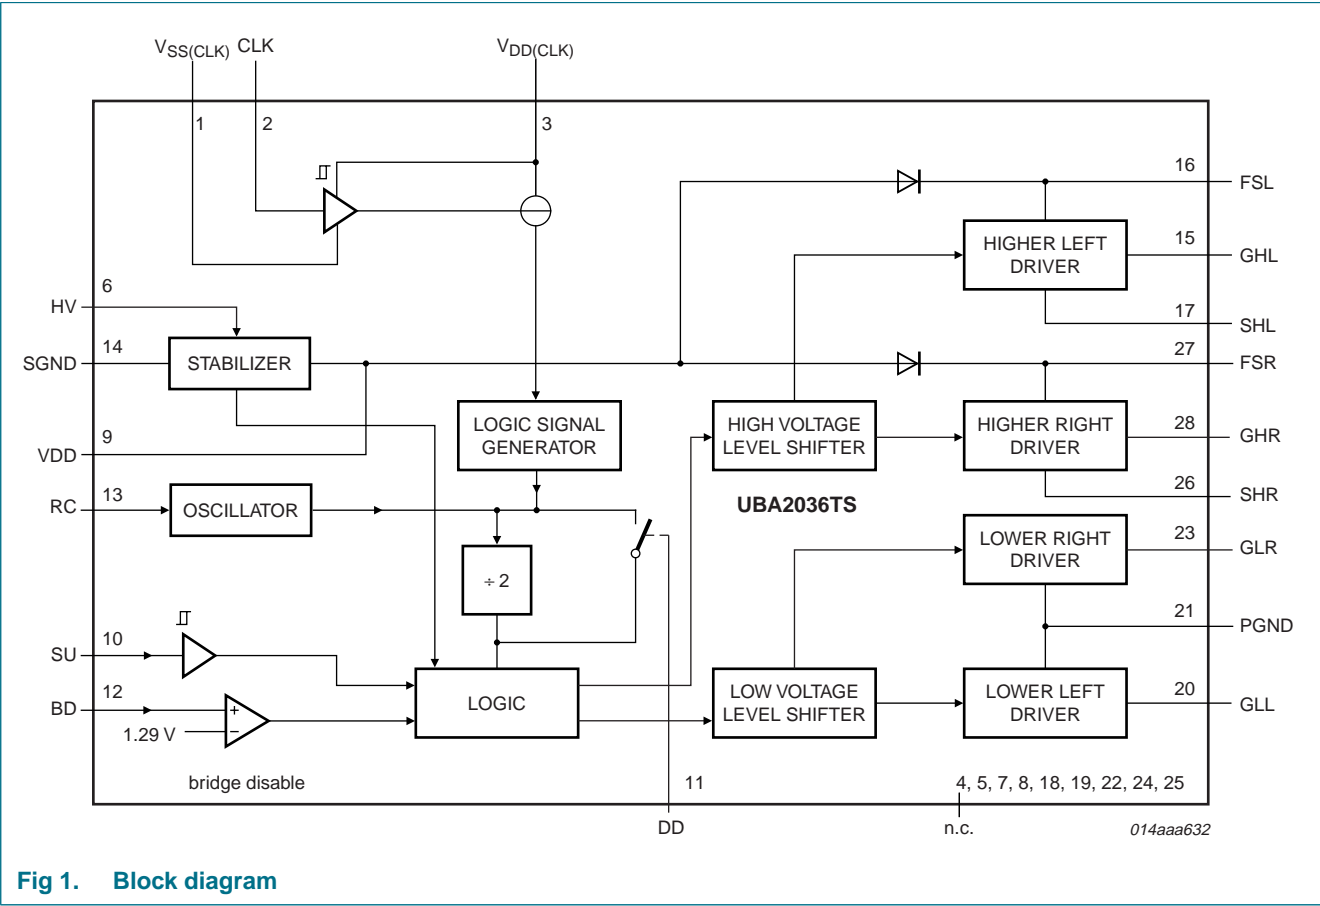 VSS(CLK) CLK VDD(CLK)
1 2 3
16 FSL
HIGHER LEFT
DRIVER
15 GHL
17 SHL
6
HV
14
SGND
STABILIZER
27 FSR
9
VDD
LOGIC SIGNAL
GENERATOR
HIGH VOLTAGE
LEVEL SHIFTER
HIGHER RIGHT
DRIVER
28 GHR
26 SHR
13
RC
OSCILLATOR
UBA2036TS
÷ 2
LOWER RIGHT
DRIVER
23 GLR
21 PGND
10
SU
12
BD
+
−
1.29 V
LOGIC
LOW VOLTAGE
LEVEL SHIFTER
LOWER LEFT
DRIVER
20 GLL
bridge disable
11
4, 5, 7, 8, 18, 19, 22, 24, 25
DD
n.c.
014aaa632
Fig 1. Block diagram